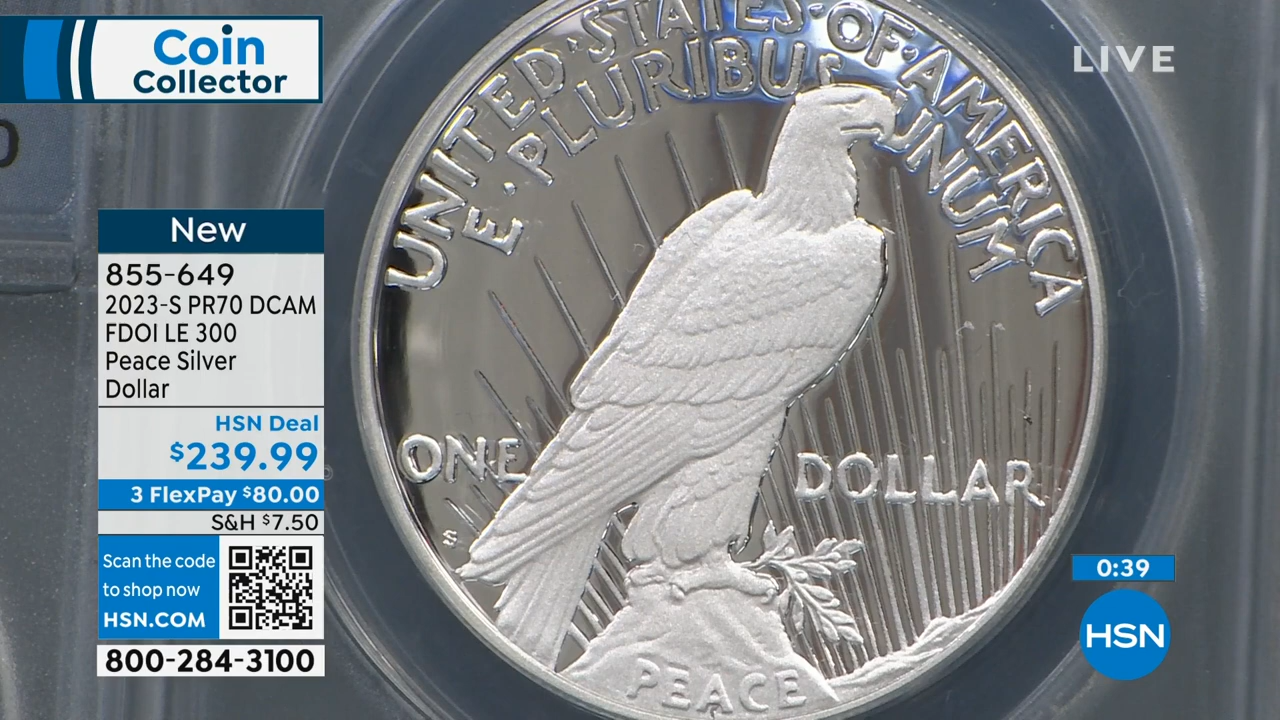 Coin
Collector
LIVE
New
855-649
2023-S PR70 DCAM
FDOI LE 300
Peace Silver
Dollar
HSN Deal
$239.99
3 FlexPay $80.00
S&H $7.50
Scan the code
to shop now
HSN.COM
800-284-3100
UNITED·STATES·OF·AMERICA
E·PLURIBUS UNUM
ONE DOLLAR
S
PEACE
0:39
HSN